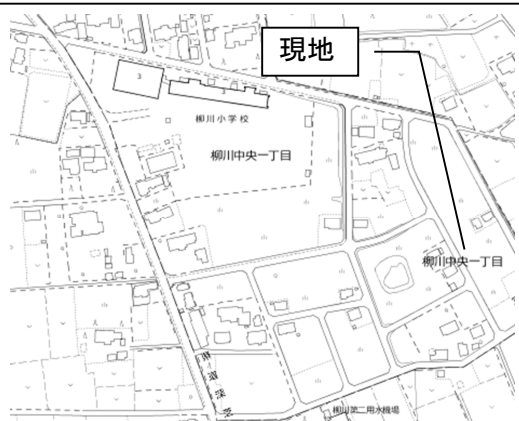 現地
3
柳川小学校
柳川中央一丁目
柳川中央一丁目
柳川第二用水機場